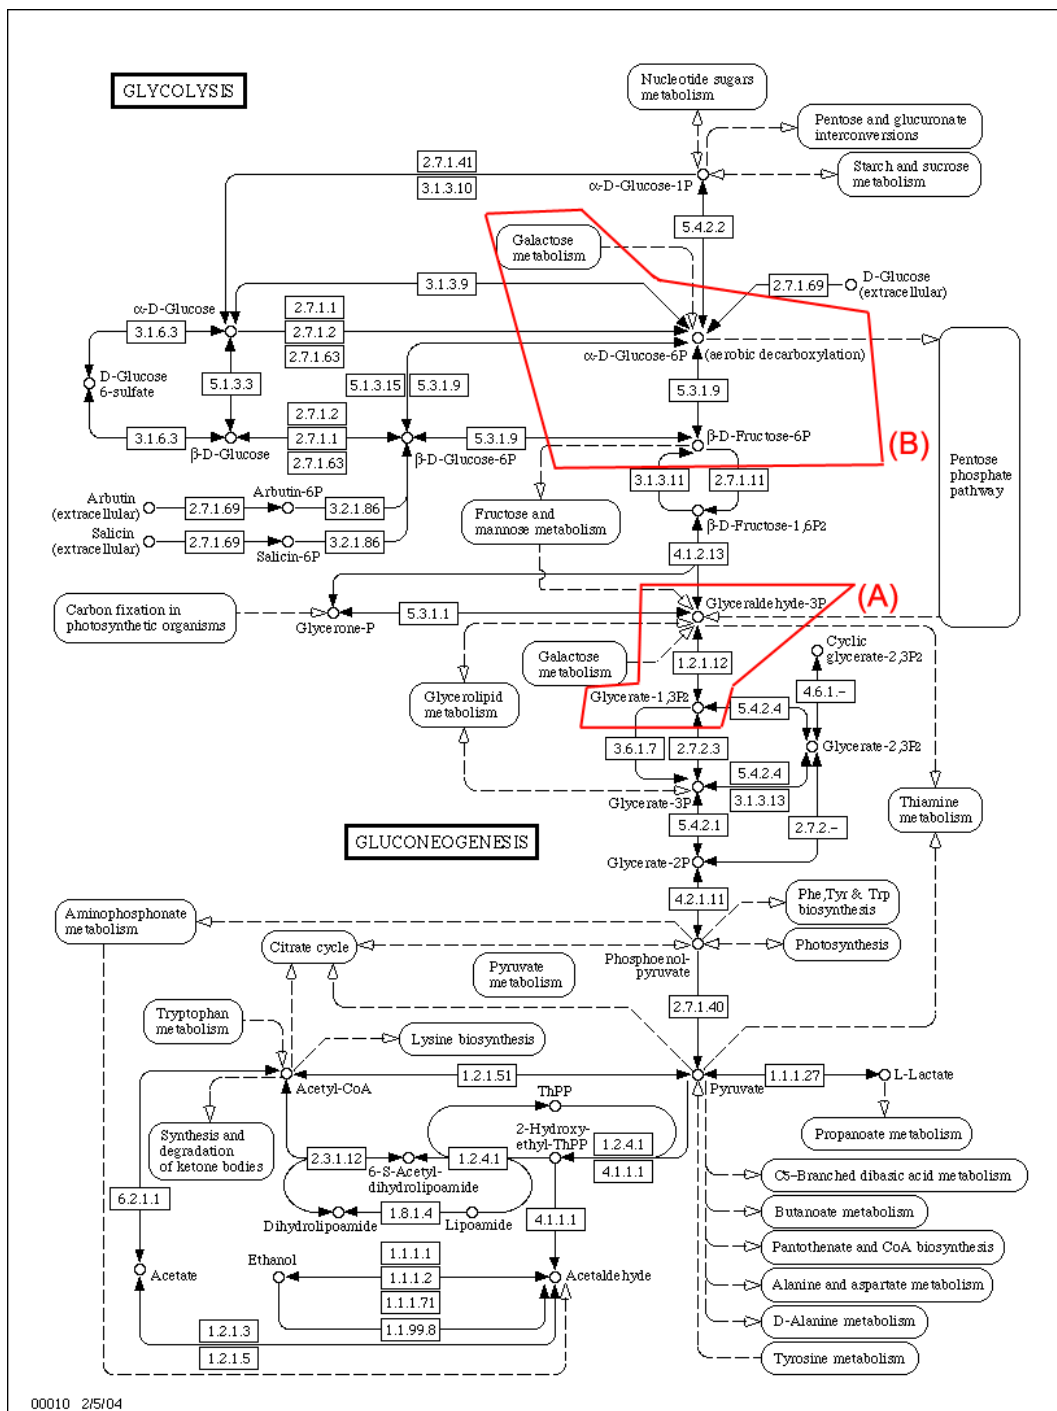 GLYCOLYSIS
Nucleotide sugars
metabolism
Pentose and glucuronate
interconversions
Starch and sucrose
metabolism
2.7.1.41
3.1.3.10
α-D-Glucose-1P
5.4.2.2
Galactose
metabolism
3.1.3.9
2.7.1.69
D-Glucose
(extracellular)
α-D-Glucose
2.7.1.1
2.7.1.2
2.7.1.63
3.1.6.3
α-D-Glucose-6P
(aerobic decarboxylation)
D-Glucose
6-sulfate
5.1.3.3
5.1.3.15
5.3.1.9
5.3.1.9
3.1.6.3
β-D-Glucose
2.7.1.2
2.7.1.1
2.7.1.63
β-D-Glucose-6P
5.3.1.9
β-D-Fructose-6P
(B)
Pentose
phosphate
pathway
3.1.3.11
2.7.1.11
Arbutin
(extracellular)
2.7.1.69
Arbutin-6P
3.2.1.86
Salicin
(extracellular)
2.7.1.69
Salicin-6P
3.2.1.86
Fructose and
mannose metabolism
β-D-Fructose-1,6P2
4.1.2.13
Carbon fixation in
photosynthetic organisms
Glycerone-P
5.3.1.1
Glyceraldehyde-3P
(A)
Galactose
metabolism
1.2.1.12
Cyclic
glycerate-2,3P2
Glycerolipid
metabolism
Glycerate-1,3P2
5.4.2.4
4.6.1.-
3.6.1.7
2.7.2.3
Glycerate-2,3P2
5.4.2.4
3.1.3.13
Glycerate-3P
Thiamine
metabolism
GLUCONEOGENESIS
5.4.2.1
2.7.2.-
Glycerate-2P
4.2.1.11
Aminophosphonate
metabolism
Phe,Tyr & Trp
biosynthesis
Citrate cycle
Photosynthesis
Phosphoenol-
pyruvate
Pyruvate
metabolism
2.7.1.40
Tryptophan
metabolism
Lysine biosynthesis
Acetyl-CoA
1.2.1.51
Pyruvate
1.1.1.27
L-Lactate
ThPP
Synthesis and
degradation
of ketone bodies
2-Hydroxy-
ethyl-ThPP
Propanoate metabolism
2.3.1.12
6-S-Acetyl-
dihydrolipoamide
1.2.4.1
1.2.4.1
4.1.1.1
C5-Branched dibasic acid metabolism
6.2.1.1
Dihydrolipoamide
1.8.1.4
Lipoamide
4.1.1.1
Butanoate metabolism
Pantothenate and CoA biosynthesis
Acetate
Ethanol
1.1.1.1
1.1.1.2
1.1.1.71
1.1.99.8
Acetaldehyde
Alanine and aspartate metabolism
D-Alanine metabolism
1.2.1.3
1.2.1.5
Tyrosine metabolism
00010 2/5/04